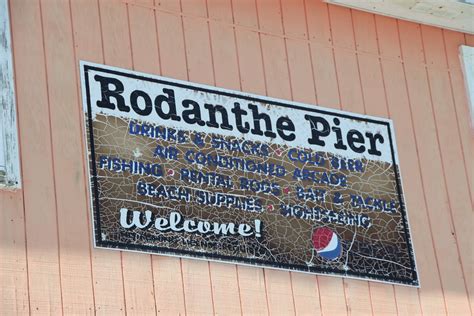 Rodanthe Pier
DRINKS & SNACKS • COLD BEER
AIR CONDITIONED ARCADE
FISHING • RENTAL RODS • BAIT & TACKLE
BEACH SUPPLIES • SIGHTSEEING
Welcome!